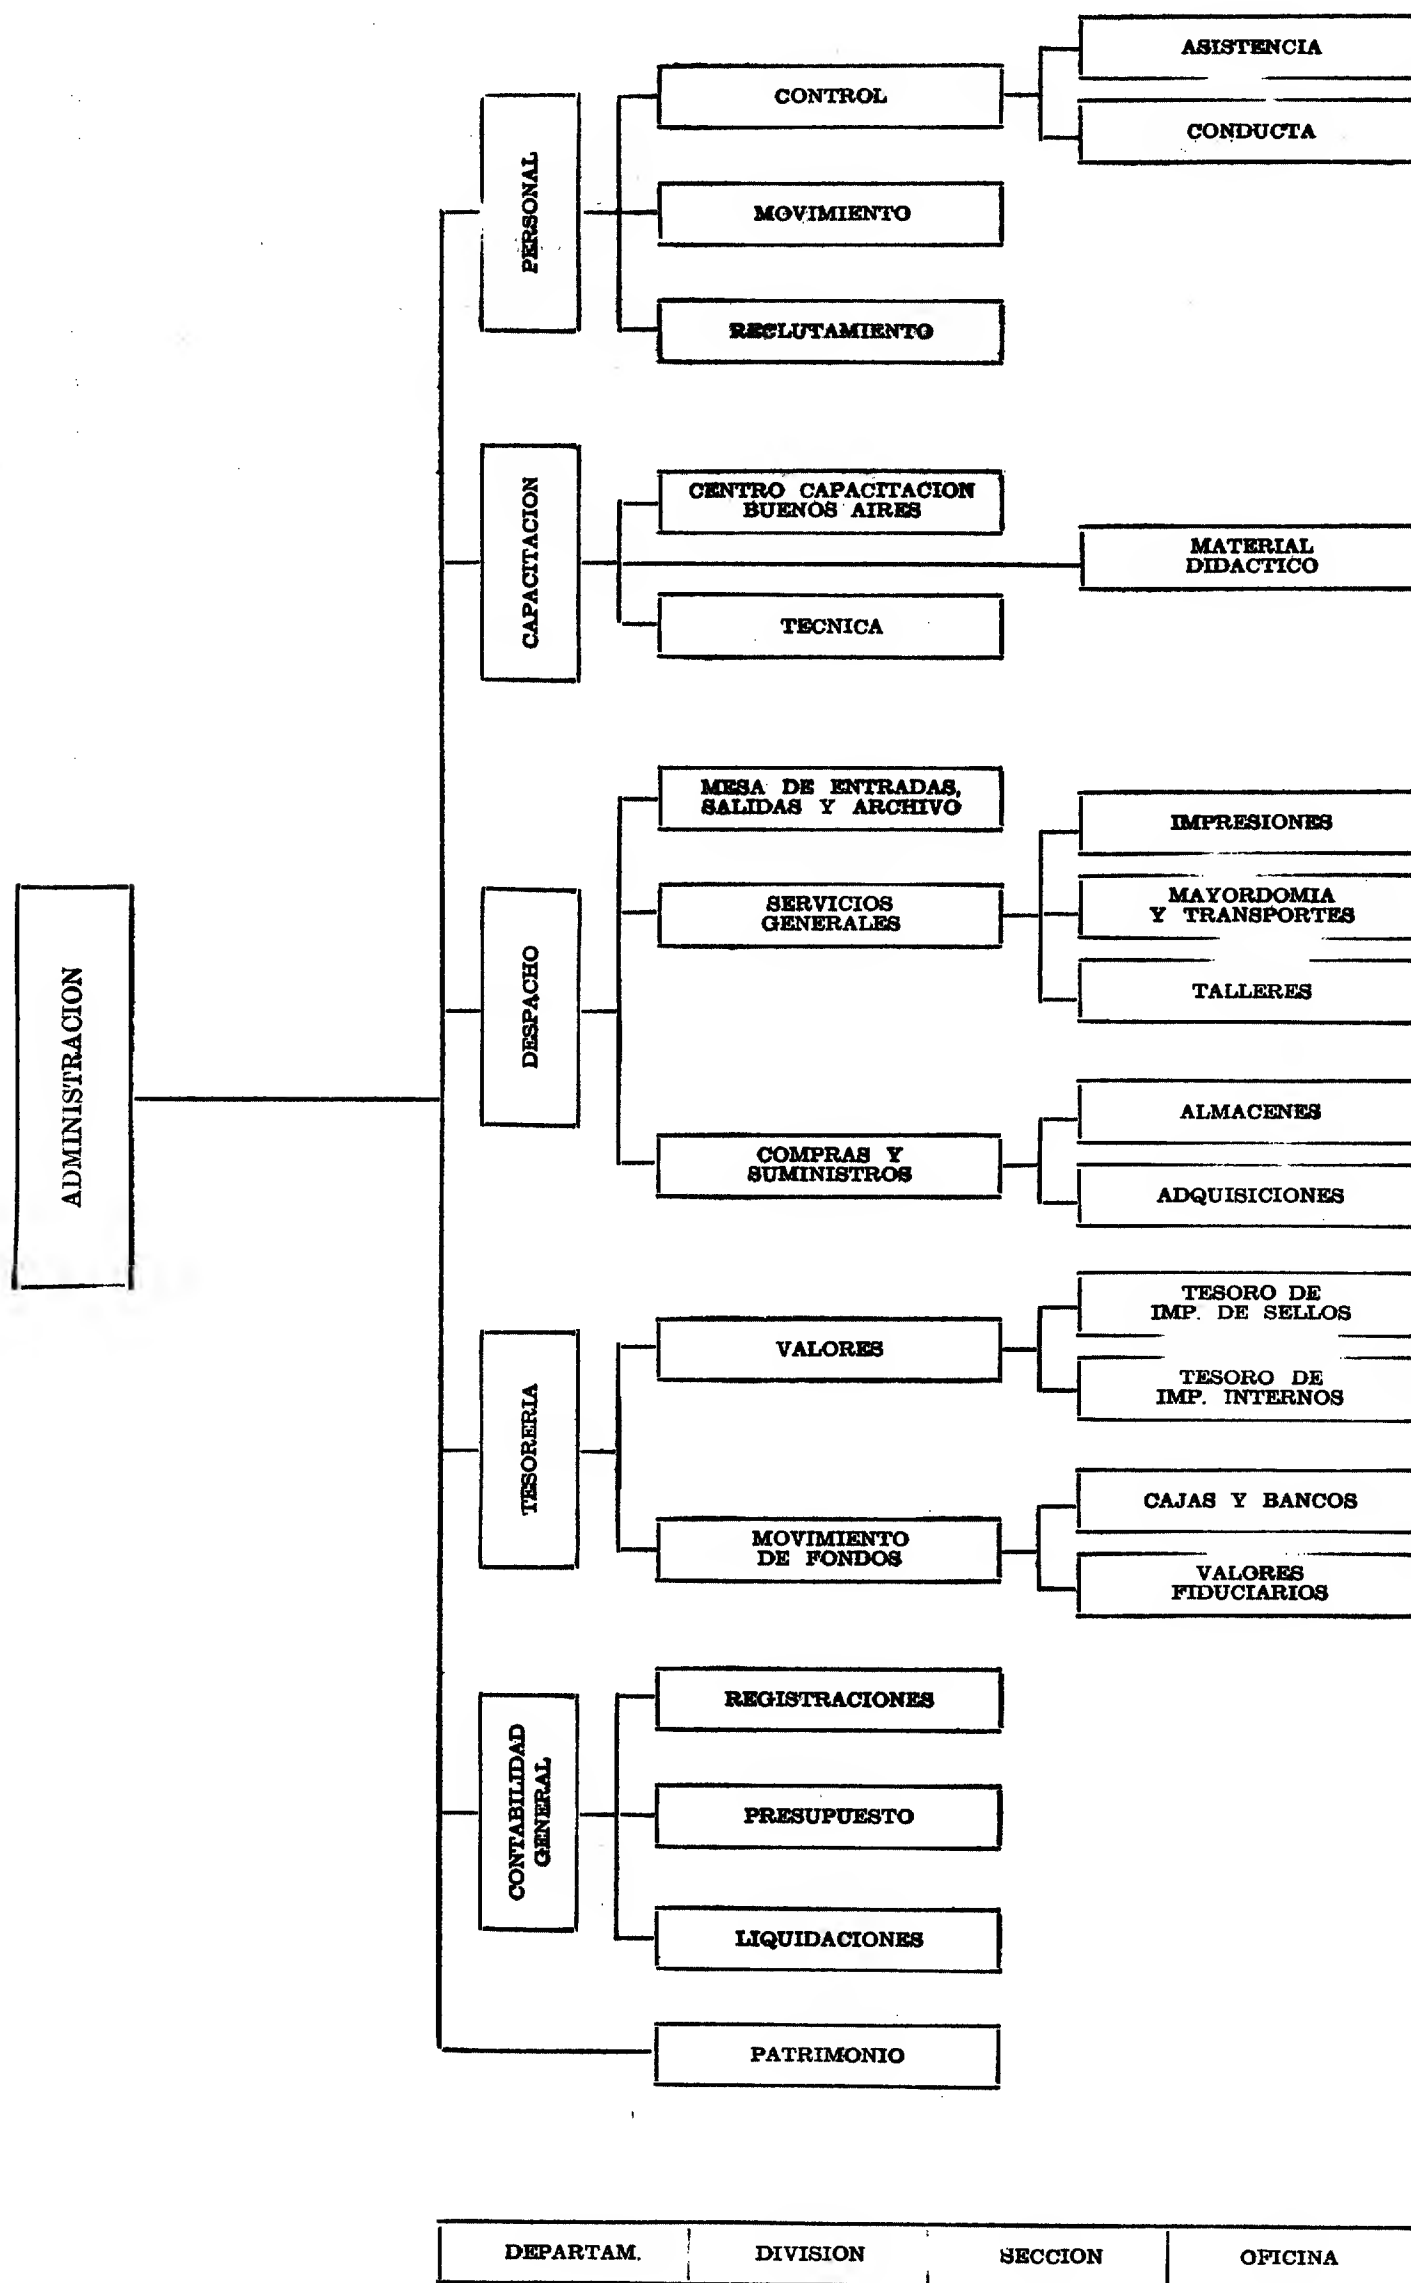 ADMINISTRACION
PERSONAL
CONTROL
ASISTENCIA
CONDUCTA
MOVIMIENTO
RECLUTAMIENTO
CAPACITACION
CENTRO CAPACITACION
BUENOS AIRES
MATERIAL
DIDACTICO
TECNICA
DESPACHO
MESA DE ENTRADAS,
SALIDAS Y ARCHIVO
SERVICIOS
GENERALES
IMPRESIONES
MAYORDOMIA
Y TRANSPORTES
TALLERES
COMPRAS Y
SUMINISTROS
ALMACENES
ADQUISICIONES
TESORERIA
VALORES
TESORO DE
IMP. DE SELLOS
TESORO DE
IMP. INTERNOS
MOVIMIENTO
DE FONDOS
CAJAS Y BANCOS
VALORES
FIDUCIARIOS
CONTABILIDAD
GENERAL
REGISTRACIONES
PRESUPUESTO
LIQUIDACIONES
PATRIMONIO
DEPARTAM.
DIVISION
SECCION
OFICINA